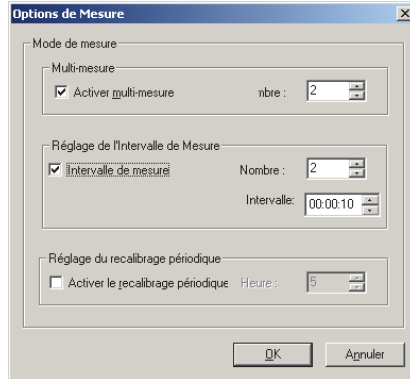 Options de Mesure
Mode de mesure
Multi-mesure
Activer multi-mesure nbre : 2
Réglage de l'Intervalle de Mesure
Intervalle de mesure Nombre : 2
Intervalle: 00:00:10
Réglage du recalibrage périodique
Activer le recalibrage périodique Heure : 5
OK Annuler